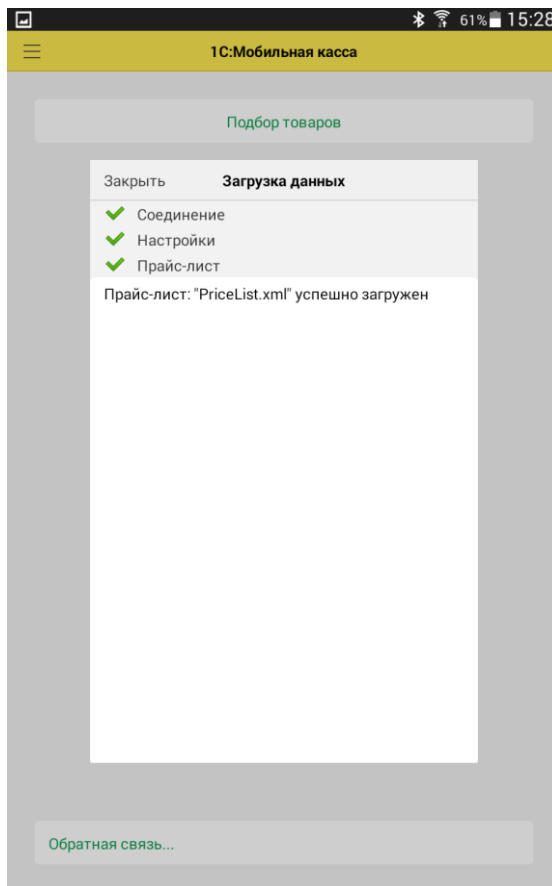 61% 15:28
1С:Мобильная касса
Подбор товаров
Закрыть Загрузка данных
Соединение
Настройки
Прайс-лист
Прайс-лист: "PriceList.xml" успешно загружен
Обратная связь...